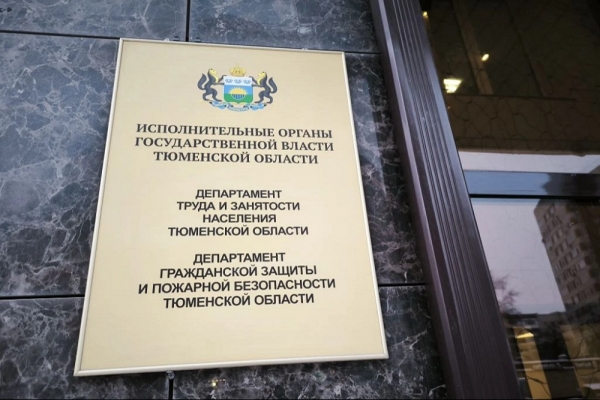 ИСПОЛНИТЕЛЬНЫЕ ОРГАНЫ
ГОСУДАРСТВЕННОЙ ВЛАСТИ
ТЮМЕНСКОЙ ОБЛАСТИ
ДЕПАРТАМЕНТ
ТРУДА И ЗАНЯТОСТИ
НАСЕЛЕНИЯ
ТЮМЕНСКОЙ ОБЛАСТИ
ДЕПАРТАМЕНТ
ГРАЖДАНСКОЙ ЗАЩИТЫ
И ПОЖАРНОЙ БЕЗОПАСНОСТИ
ТЮМЕНСКОЙ ОБЛАСТИ